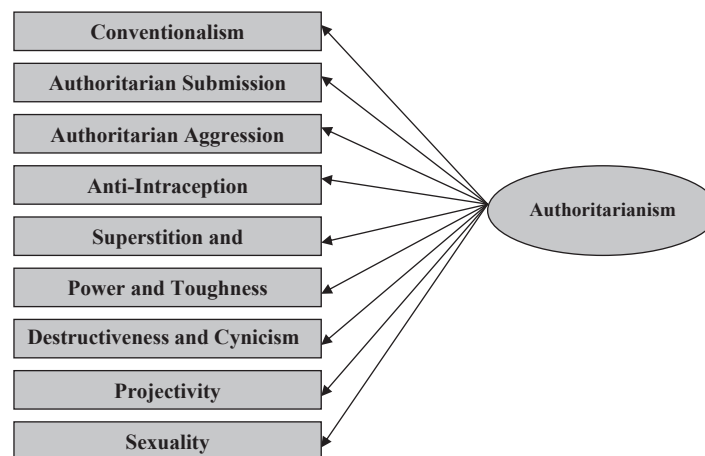 Conventionalism
Authoritarian Submission
Authoritarian Aggression
Anti-Intraception
Superstition and
Power and Toughness
Destructiveness and Cynicism
Projectivity
Sexuality
Authoritarianism